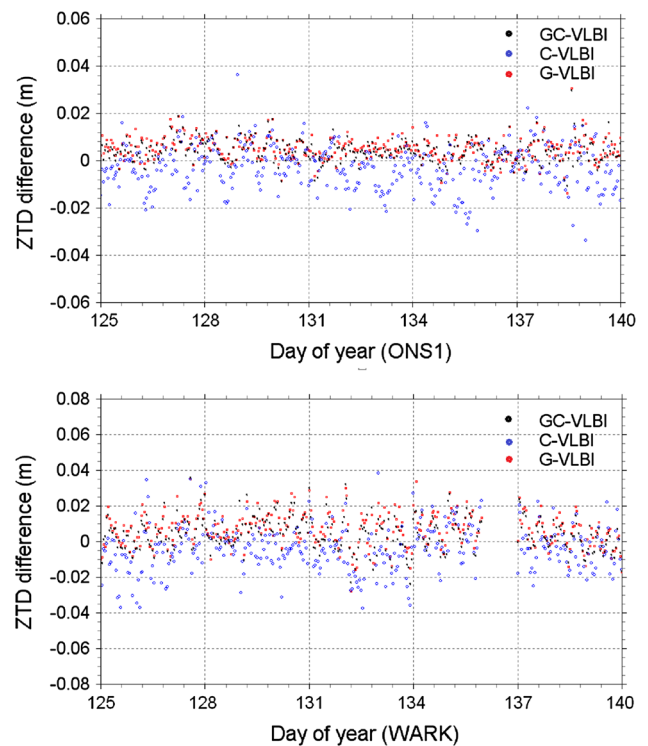 0.06
0.04
0.02
0
-0.02
-0.04
-0.06
ZTD difference (m)
GC-VLBI
C-VLBI
G-VLBI
125 128 131 134 137 140
Day of year (ONS1)
0.08
0.06
0.04
0.02
0
-0.02
-0.04
-0.06
-0.08
ZTD difference (m)
GC-VLBI
C-VLBI
G-VLBI
125 128 131 134 137 140
Day of year (WARK)